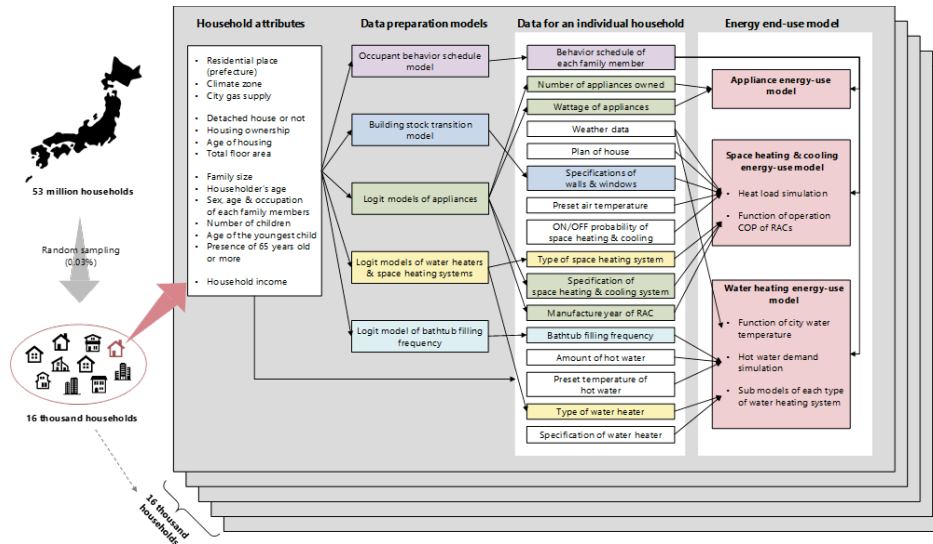 Household attributes
Data preparation models
Data for an individual household
Energy end-use model
53 million households
Random sampling
(0.03%)
16 thousand households
16 thousand
households
• Residential place
(prefecture)
• Climate zone
• City gas supply
• Detached house or not
• Housing ownership
• Age of housing
• Total floor area
• Family size
• Householder's age
• Sex, age & occupation
of each family members
• Number of children
• Age of the youngest child
• Presence of 65 years old
or more
• Household income
Occupant behavior schedule
model
Building stock transition
model
Logit models of appliances
Logit models of water heaters
& space heating systems
Logit model of bathtub filling
frequency
Behavior schedule of
each family member
Number of appliances owned
Wattage of appliances
Weather data
Plan of house
Specifications of
walls & windows
Preset air temperature
ON/OFF probability of
space heating & cooling
Type of space heating system
Specification of
space heating & cooling system
Manufacture year of RAC
Bathtub filling frequency
Amount of hot water
Preset temperature of
hot water
Type of water heater
Specification of water heater
Appliance energy-use
model
Space heating & cooling
energy-use model
• Heat load simulation
• Function of operation
COP of RACs
Water heating energy-use
model
• Function of city water
temperature
• Hot water demand
simulation
• Sub models of each type
of water heating system